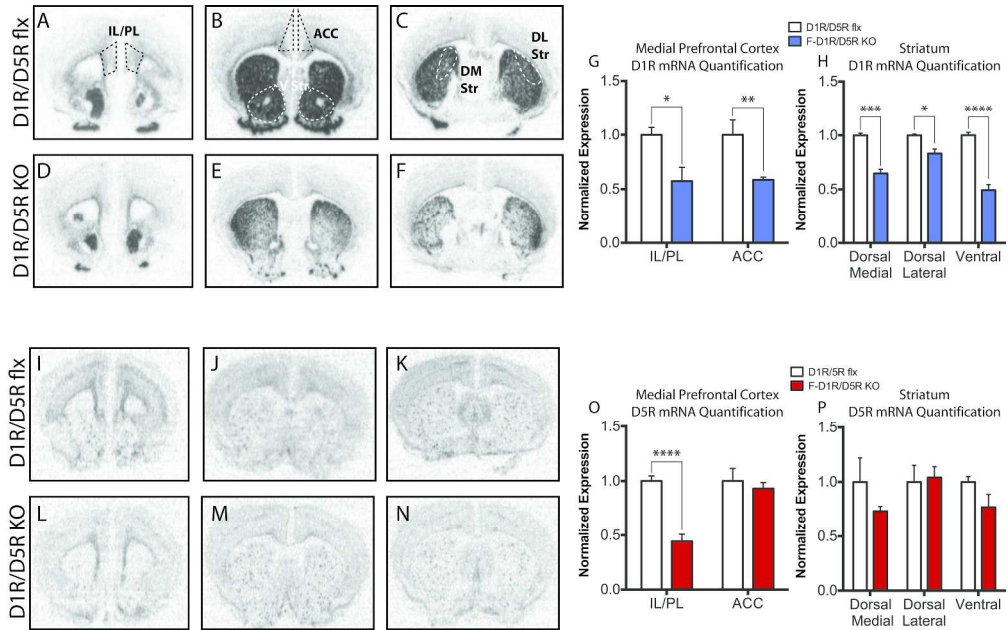 D1R/D5R flx
A
IL/PL
B
ACC
V Str
C
DL
Str
DM
Str
D1R/D5R KO
D
E
F
D1R/D5R flx
F-D1R/D5R KO
G
Medial Prefrontal Cortex
D1R mRNA Quantification
Normalized Expression
1.5
1.0
0.5
0.0
*
**
IL/PL
ACC
H
Striatum
D1R mRNA Quantification
Normalized Expression
1.5
1.0
0.5
0.0
***
*
****
Dorsal
Medial
Dorsal
Lateral
Ventral
D1R/D5R flx
I
J
K
D1R/D5R KO
L
M
N
D1R/5R flx
F-D1R/D5R KO
O
Medial Prefrontal Cortex
D5R mRNA Quantification
Normalized Expression
1.5
1.0
0.5
0.0
****
IL/PL
ACC
P
Striatum
D5R mRNA Quantification
Normalized Expression
1.5
1.0
0.5
0.0
Dorsal
Medial
Dorsal
Lateral
Ventral